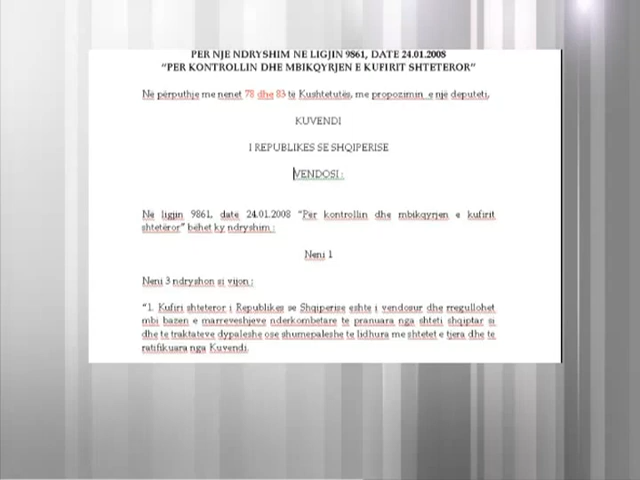 PER NJE NDRYSHIM NE LIGJIN 9861, DATE 24.01.2008
“PER KONTROLLIN DHE MBIKQYRJEN E KUFIRIT SHTETEROR”
Ne përputhje me nenet 78 dhe 83 të Kushtetutës, me propozimin e një deputeti,
KUVENDI
I REPUBLIKES SE SHQIPERISE
VENDOSI :
Ne ligjin 9861, date 24.01.2008 “Per kontrollin dhe mbikqyrjen e kufirit
shtetëror” behet ky ndryshim :
Neni 1
Neni 3 ndryshon si vijon :
“1. Kufiri shteteror i Republikes se Shqiperise eshte i vendosur dhe rregullohet
mbi bazen e marreveshjeve nderkombetare te pranuara nga shteti shqiptar si
dhe te traktateve dypaleshe ose shumepaleshe te lidhura me shtetet e tjera dhe te
ratifikuara nga Kuvendi.